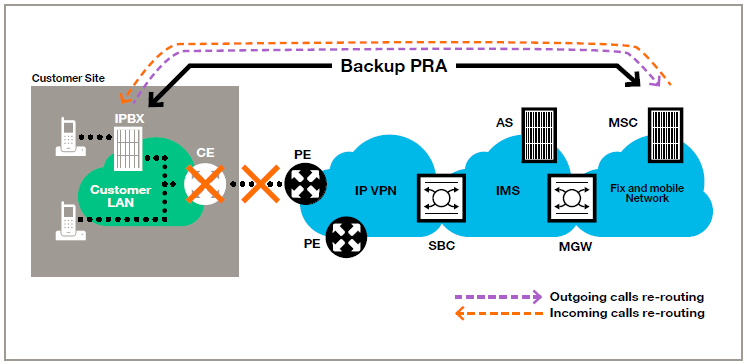 Backup PRA
Customer Site
IPBX
AS
MSC
CE
PE
Customer
LAN
IP VPN
IMS
Fix and mobile
Network
PE
SBC
MGW
Outgoing calls re-routing
Incoming calls re-routing